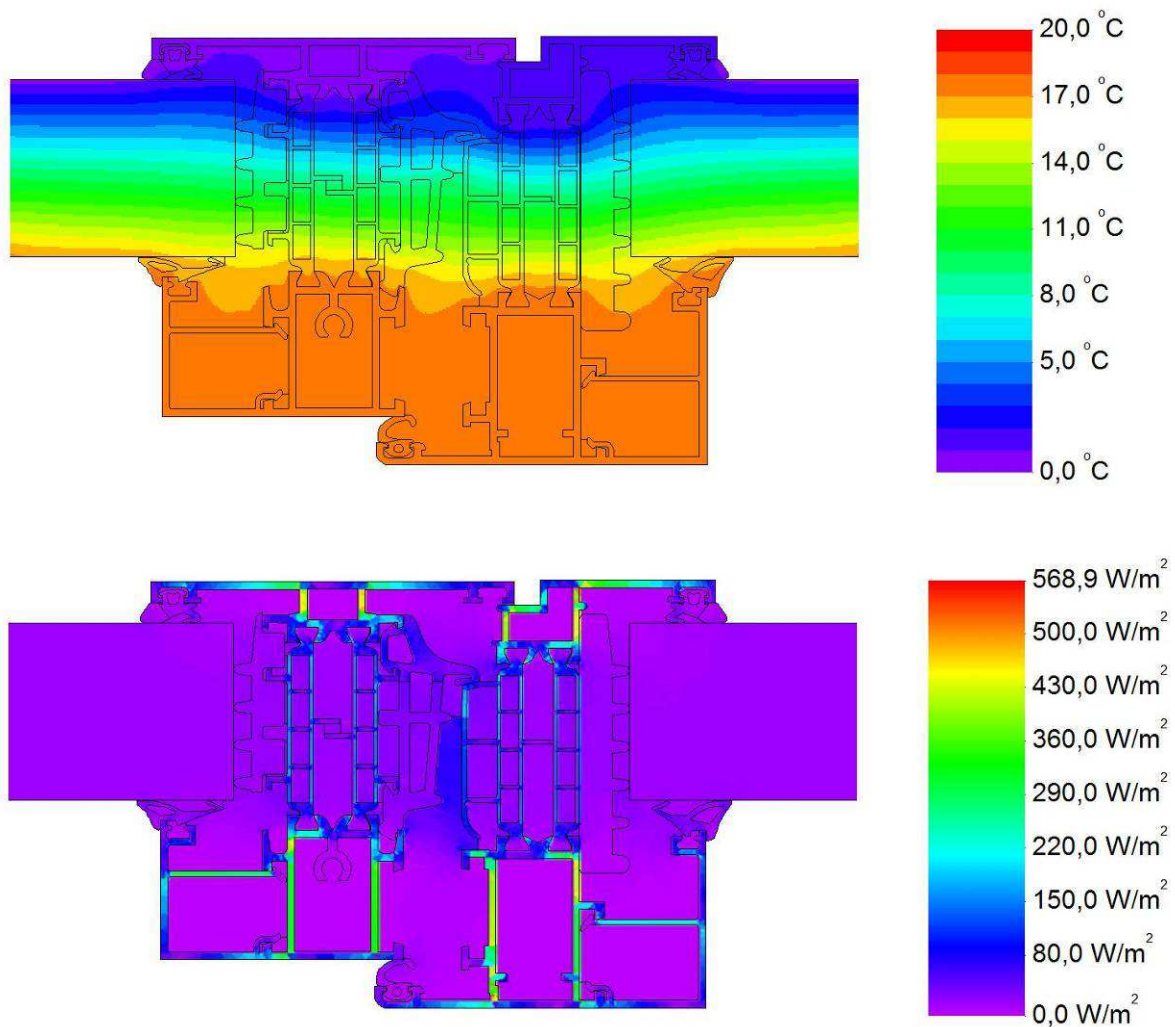 20,0 °C
17,0 °C
14,0 °C
11,0 °C
8,0 °C
5,0 °C
0,0 °C
568,9 W/m²
500,0 W/m²
430,0 W/m²
360,0 W/m²
290,0 W/m²
220,0 W/m²
150,0 W/m²
80,0 W/m²
0,0 W/m²